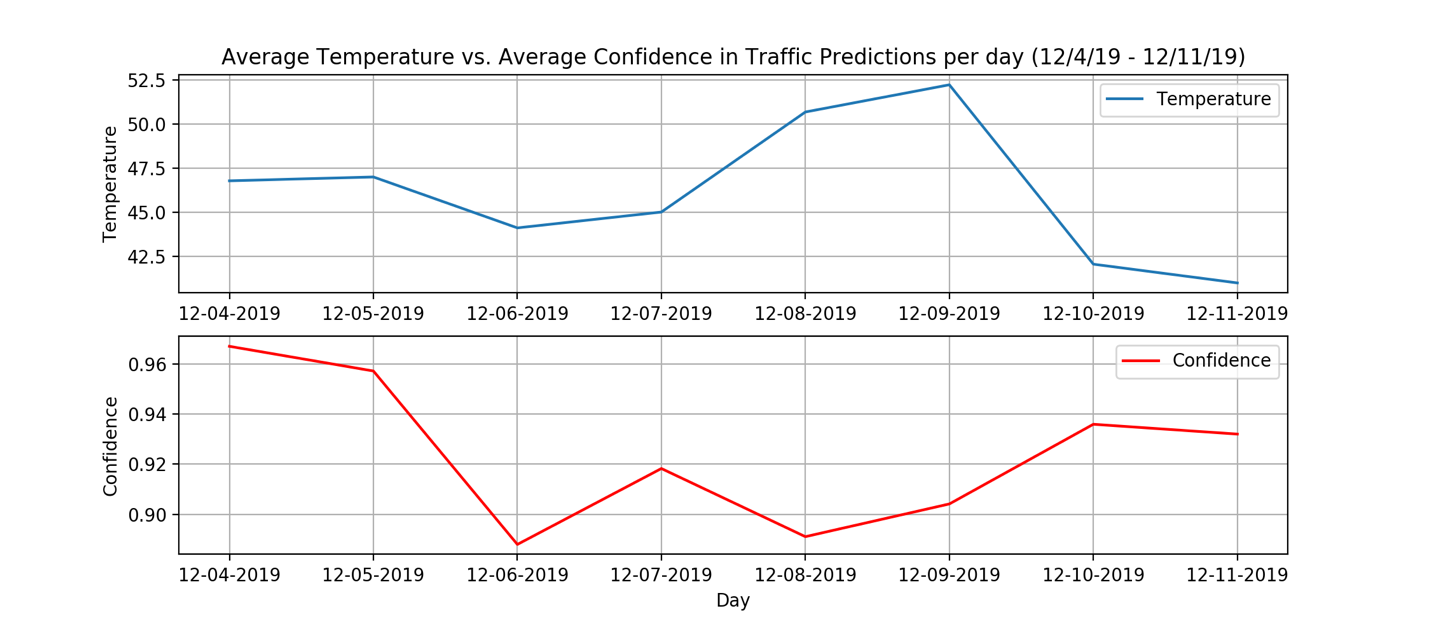 Average Temperature vs. Average Confidence in Traffic Predictions per day (12/4/19 - 12/11/19)
52.5
50.0
47.5
45.0
42.5
Temperature
Temperature
12-04-2019 12-05-2019 12-06-2019 12-07-2019 12-08-2019 12-09-2019 12-10-2019 12-11-2019
0.96
0.94
0.92
0.90
Confidence
Confidence
12-04-2019 12-05-2019 12-06-2019 12-07-2019 12-08-2019 12-09-2019 12-10-2019 12-11-2019
Day